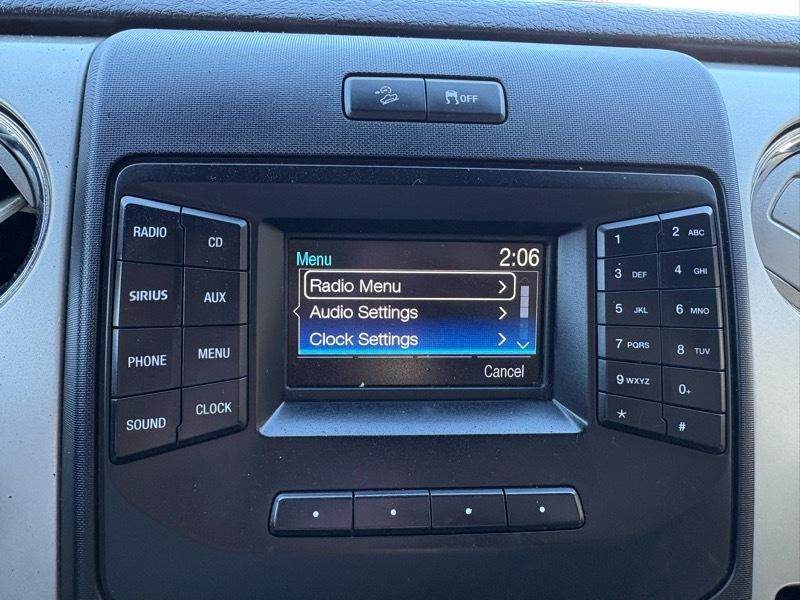 OFF
RADIO CD
SIRIUS AUX
PHONE MENU
SOUND CLOCK
Menu 2:06
Radio Menu >
Audio Settings >
Clock Settings >
Cancel
1 2 ABC
3 DEF 4 GHI
5 JKL 6 MNO
7 PQRS 8 TUV
9 WXYZ 0+
* #